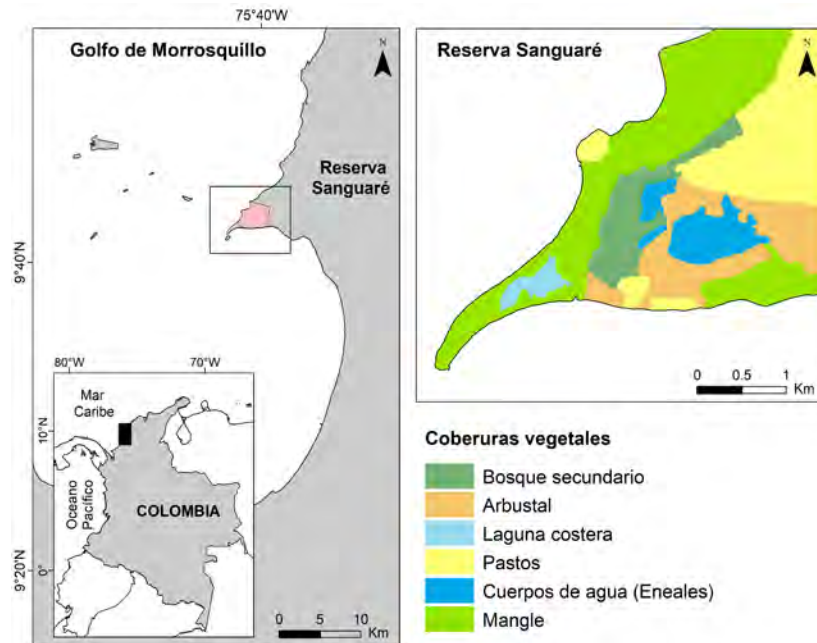 75°40'W
Golfo de Morrosquillo
N
Reserva
Sanguaré
9°40'N
80°W
70°W
Mar
Caribe
10°N
Oceano
Pacífico
COLOMBIA
0°
9°20'N
0
5
10
Km
Reserva Sanguaré
N
0
0.5
1
Km
Coberuras vegetales
Bosque secundario
Arbustal
Laguna costera
Pastos
Cuerpos de agua (Eneales)
Mangle